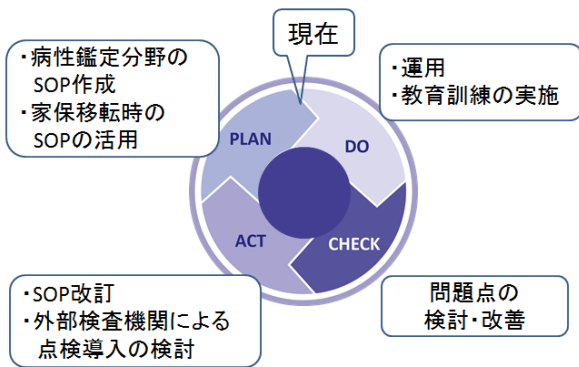 現在
・病性鑑定分野の
SOP作成
・家保移転時の
SOPの活用
・運用
・教育訓練の実施
PLAN
DO
ACT
CHECK
・SOP改訂
・外部検査機関による
点検導入の検討
問題点の
検討・改善